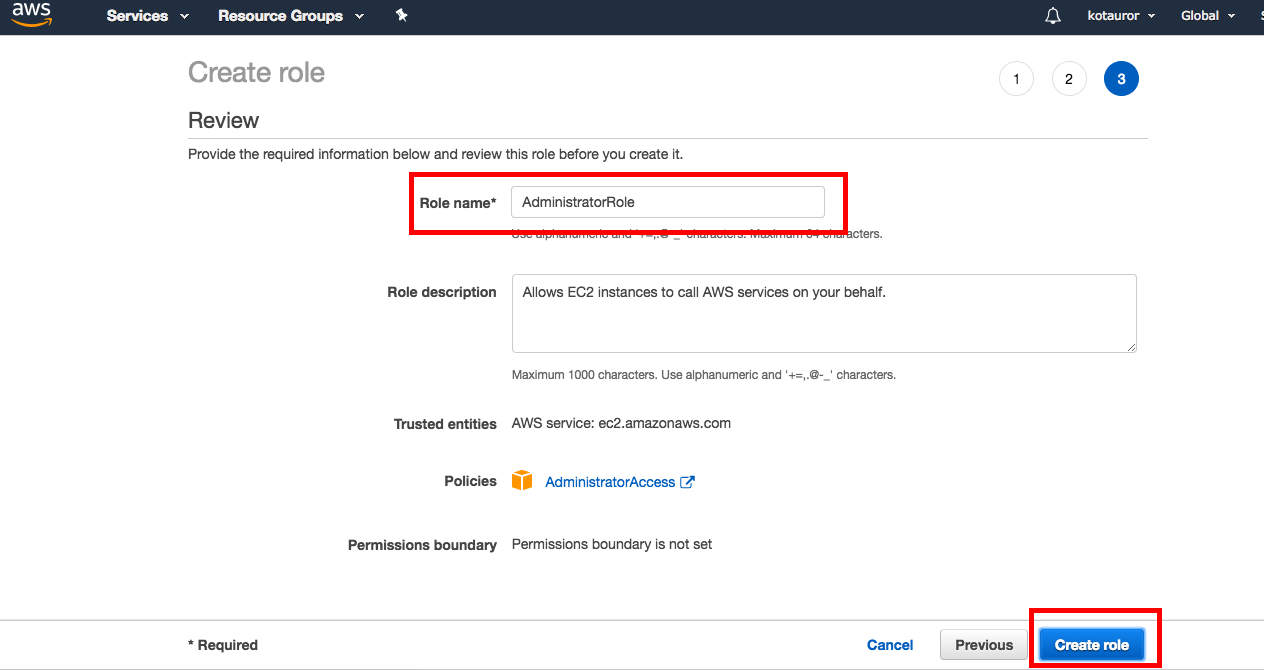 aws Services Resource Groups kotauror Global
Create role 1 2 3
Review
Provide the required information below and review this role before you create it.
Role name* AdministratorRole
Use alphanumeric and '+=,.@-_' characters. Maximum 64 characters.
Role description Allows EC2 instances to call AWS services on your behalf.
Maximum 1000 characters. Use alphanumeric and '+=,.@-_' characters.
Trusted entities AWS service: ec2.amazonaws.com
Policies AdministratorAccess
Permissions boundary Permissions boundary is not set
* Required Cancel Previous Create role